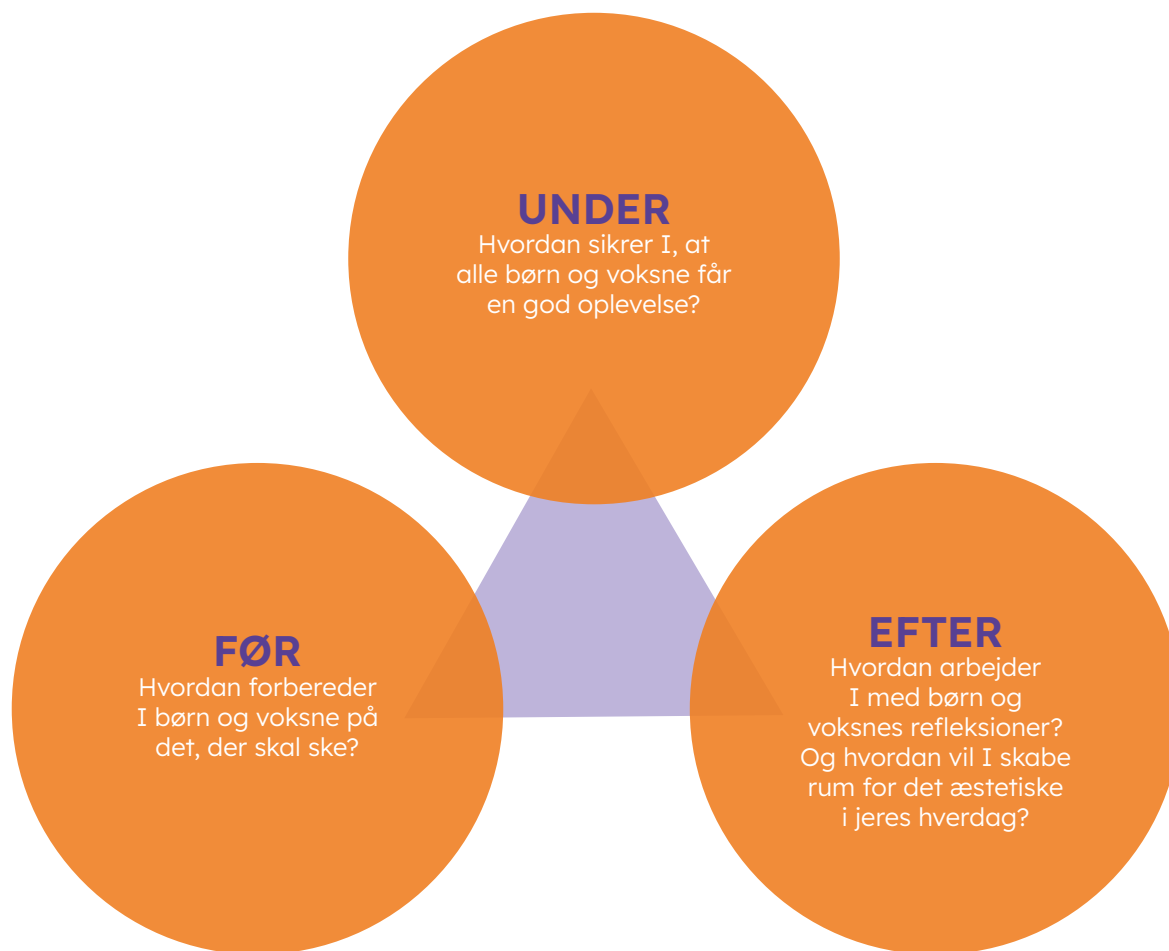 UNDER
Hvordan sikrer I, at
alle børn og voksne får
en god oplevelse?
FØR
Hvordan forbereder
I børn og voksne på
det, der skal ske?
EFTER
Hvordan arbejder
I med børn og
voksnes refleksioner?
Og hvordan vil I skabe
rum for det æstetiske
i jeres hverdag?